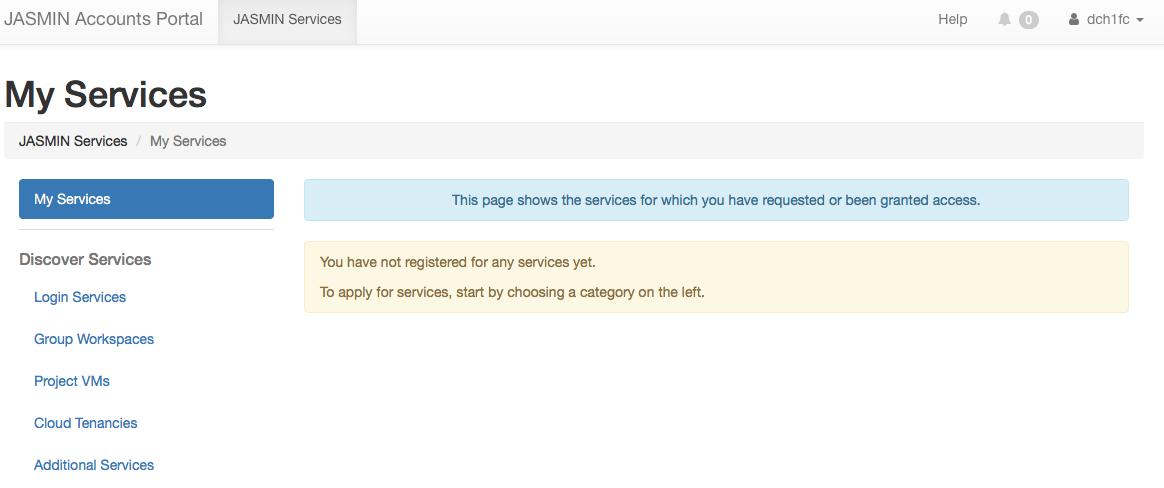 JASMIN Accounts Portal
JASMIN Services
Help
0
dch1fc
My Services
JASMIN Services / My Services
My Services
Discover Services
Login Services
Group Workspaces
Project VMs
Cloud Tenancies
Additional Services
This page shows the services for which you have requested or been granted access.
You have not registered for any services yet.
To apply for services, start by choosing a category on the left.